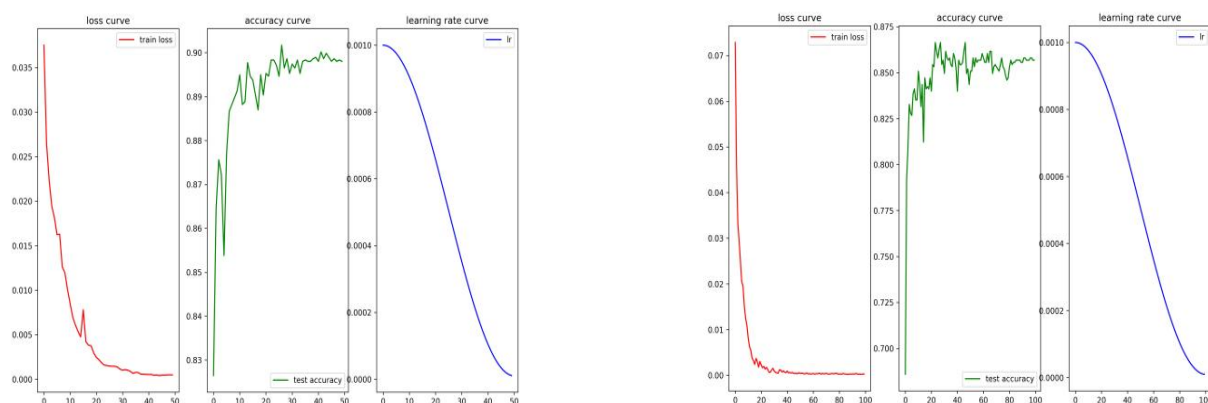 loss curve
train loss
0.035
0.030
0.025
0.020
0.015
0.010
0.005
0.000
0 10 20 30 40 50
accuracy curve
0.90
0.89
0.88
0.87
0.86
0.85
0.84
0.83
test accuracy
0 10 20 30 40 50
learning rate curve
lr
0.0010
0.0008
0.0006
0.0004
0.0002
0.0000
0 10 20 30 40 50
loss curve
train loss
0.07
0.06
0.05
0.04
0.03
0.02
0.01
0.00
0 20 40 60 80 100
accuracy curve
0.875
0.850
0.825
0.800
0.775
0.750
0.725
0.700
test accuracy
0 20 40 60 80 100
learning rate curve
lr
0.0010
0.0008
0.0006
0.0004
0.0002
0.0000
0 20 40 60 80 100